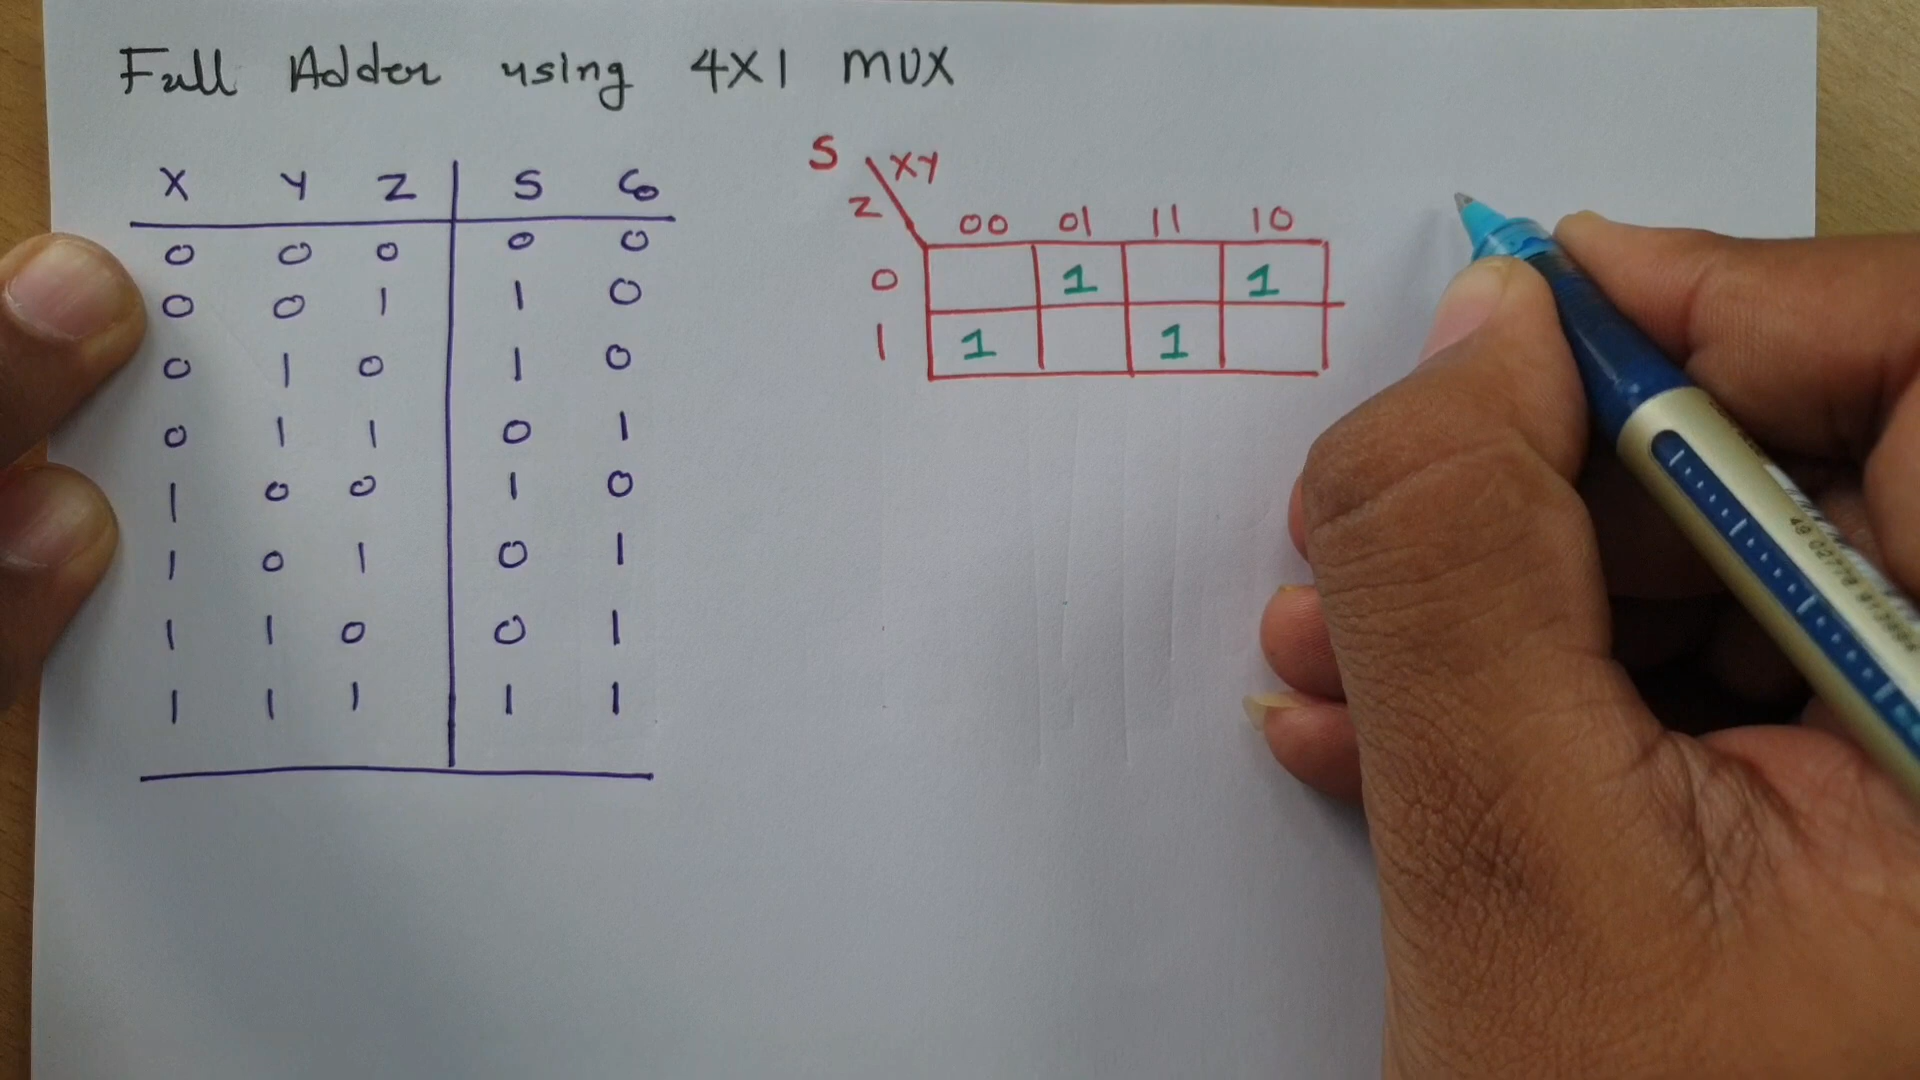 Full Adder using 4X1 MUX
X Y Z S Co
0 0 0 0 0
0 0 1 1 0
0 1 0 1 0
0 1 1 0 1
1 0 0 1 0
1 0 1 0 1
1 1 0 0 1
1 1 1 1 1
S XY
Z 00 01 11 10
0 1 1
1 1 1